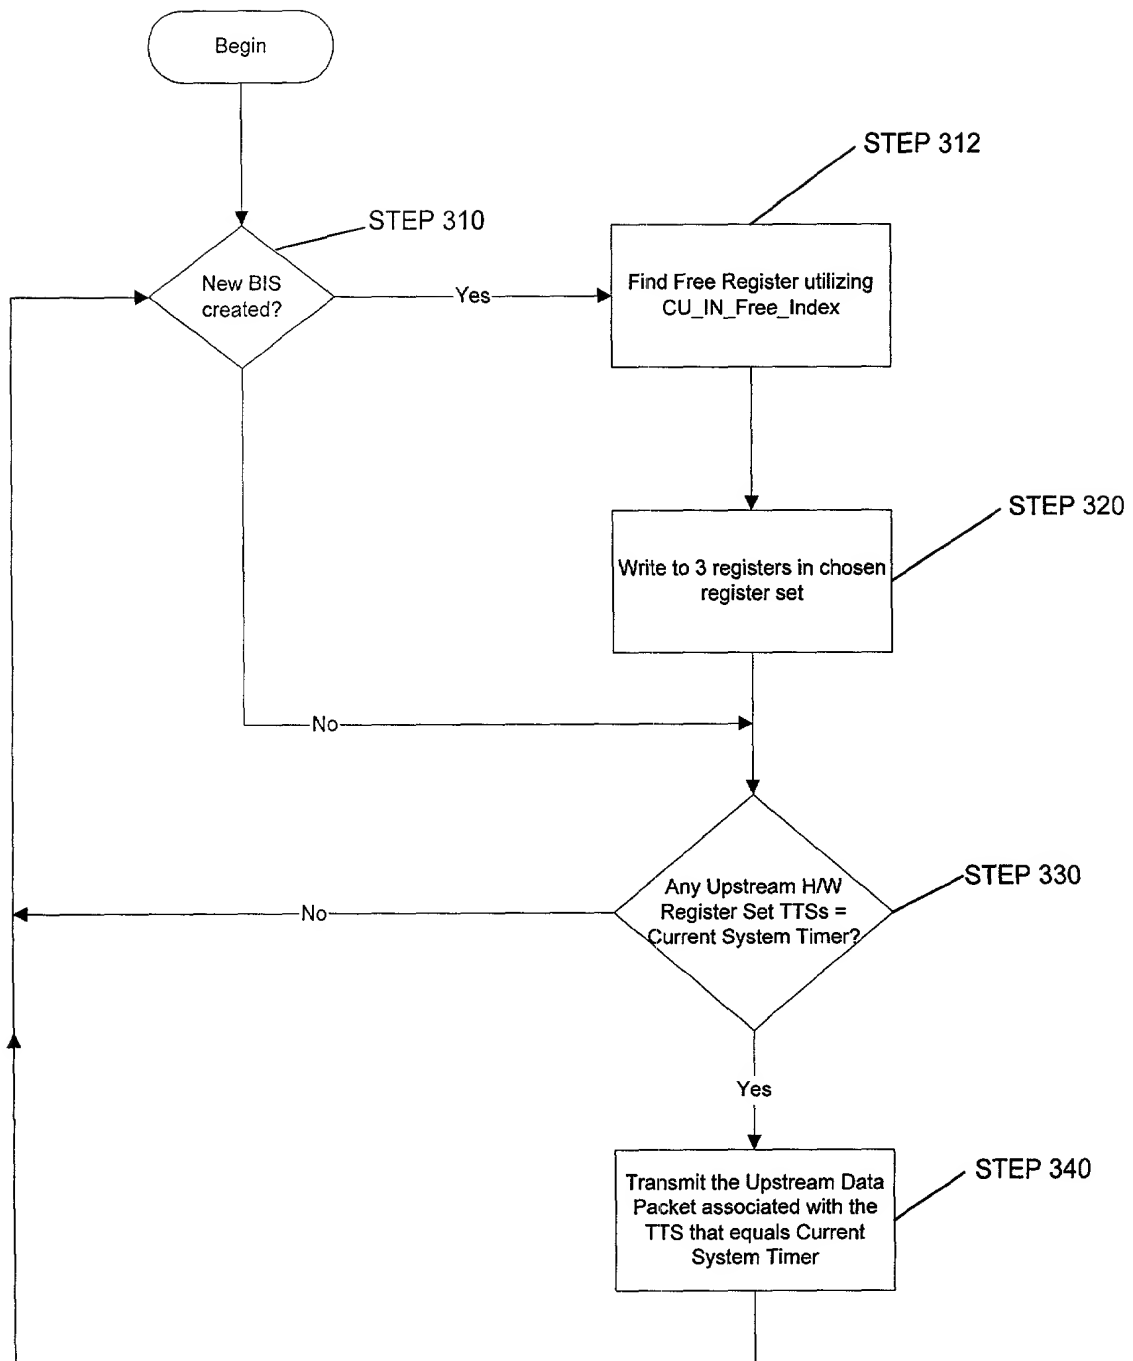 Begin
STEP 312
STEP 310
New BIS
created?
Yes
Find Free Register utilizing
CU_IN_Free_Index
STEP 320
Write to 3 registers in chosen
register set
No
STEP 330
Any Upstream H/W
Register Set TTSs =
Current System Timer?
No
Yes
STEP 340
Transmit the Upstream Data
Packet associated with the
TTS that equals Current
System Timer